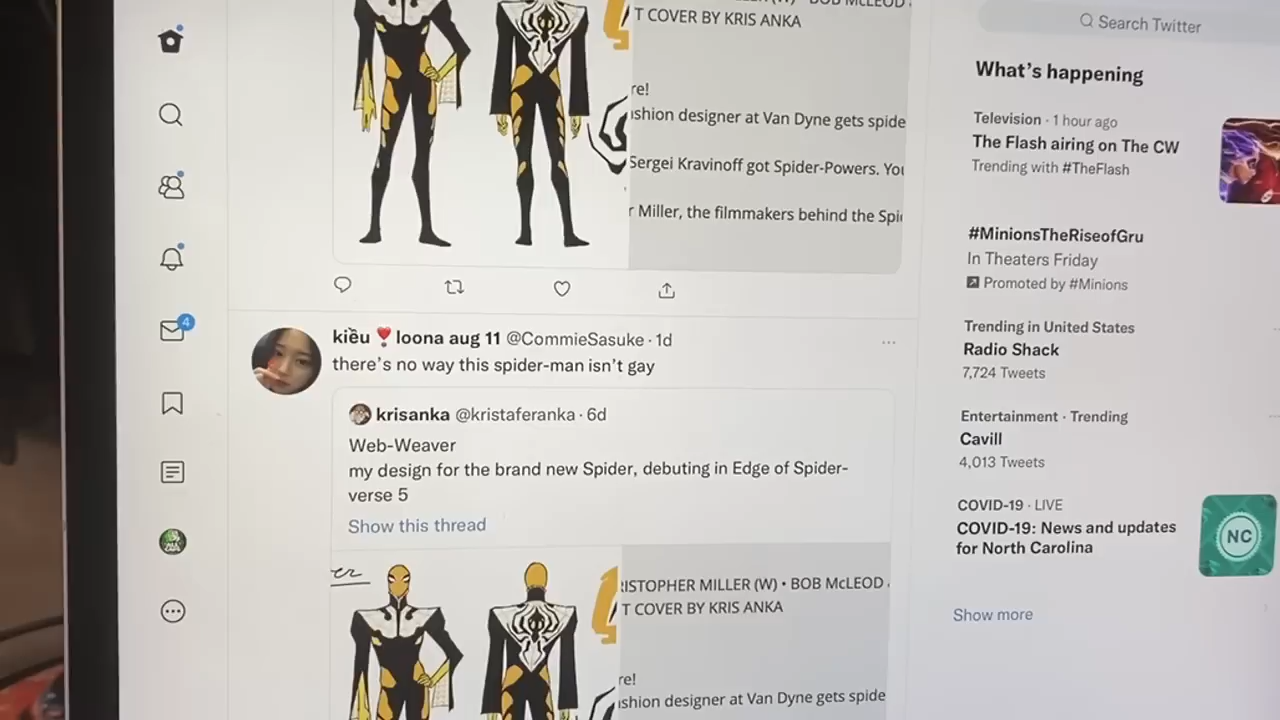 T COVER BY KRIS ANKA
re!
shion designer at Van Dyne gets spide
Sergei Kravinoff got Spider-Powers. You
r Miller, the filmmakers behind the Spi
4
kiều❣️loona aug 11 @CommieSasuke · 1d
there's no way this spider-man isn't gay
krisanka @kristaferanka · 6d
Web-Weaver
my design for the brand new Spider, debuting in Edge of Spider-
verse 5
Show this thread
er
RISTOPHER MILLER (W) • BOB McLEOD
T COVER BY KRIS ANKA
re!
shion designer at Van Dyne gets spide
Search Twitter
What's happening
Television · 1 hour ago
The Flash airing on The CW
Trending with #TheFlash
#MinionsTheRiseofGru
In Theaters Friday
Promoted by #Minions
Trending in United States
Radio Shack
7,724 Tweets
Entertainment · Trending
Cavill
4,013 Tweets
COVID-19 · LIVE
COVID-19: News and updates
for North Carolina
NC
Show more